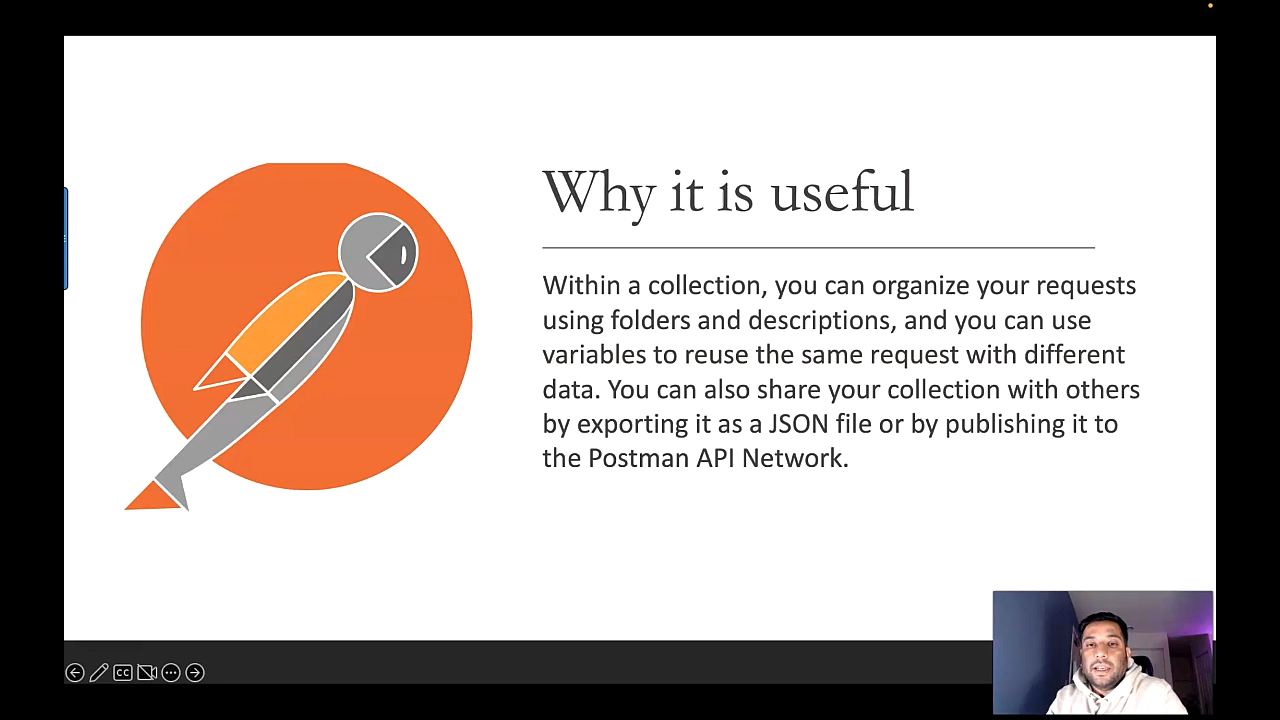 Why it is useful
Within a collection, you can organize your requests
using folders and descriptions, and you can use
variables to reuse the same request with different
data. You can also share your collection with others
by exporting it as a JSON file or by publishing it to
the Postman API Network.
CC